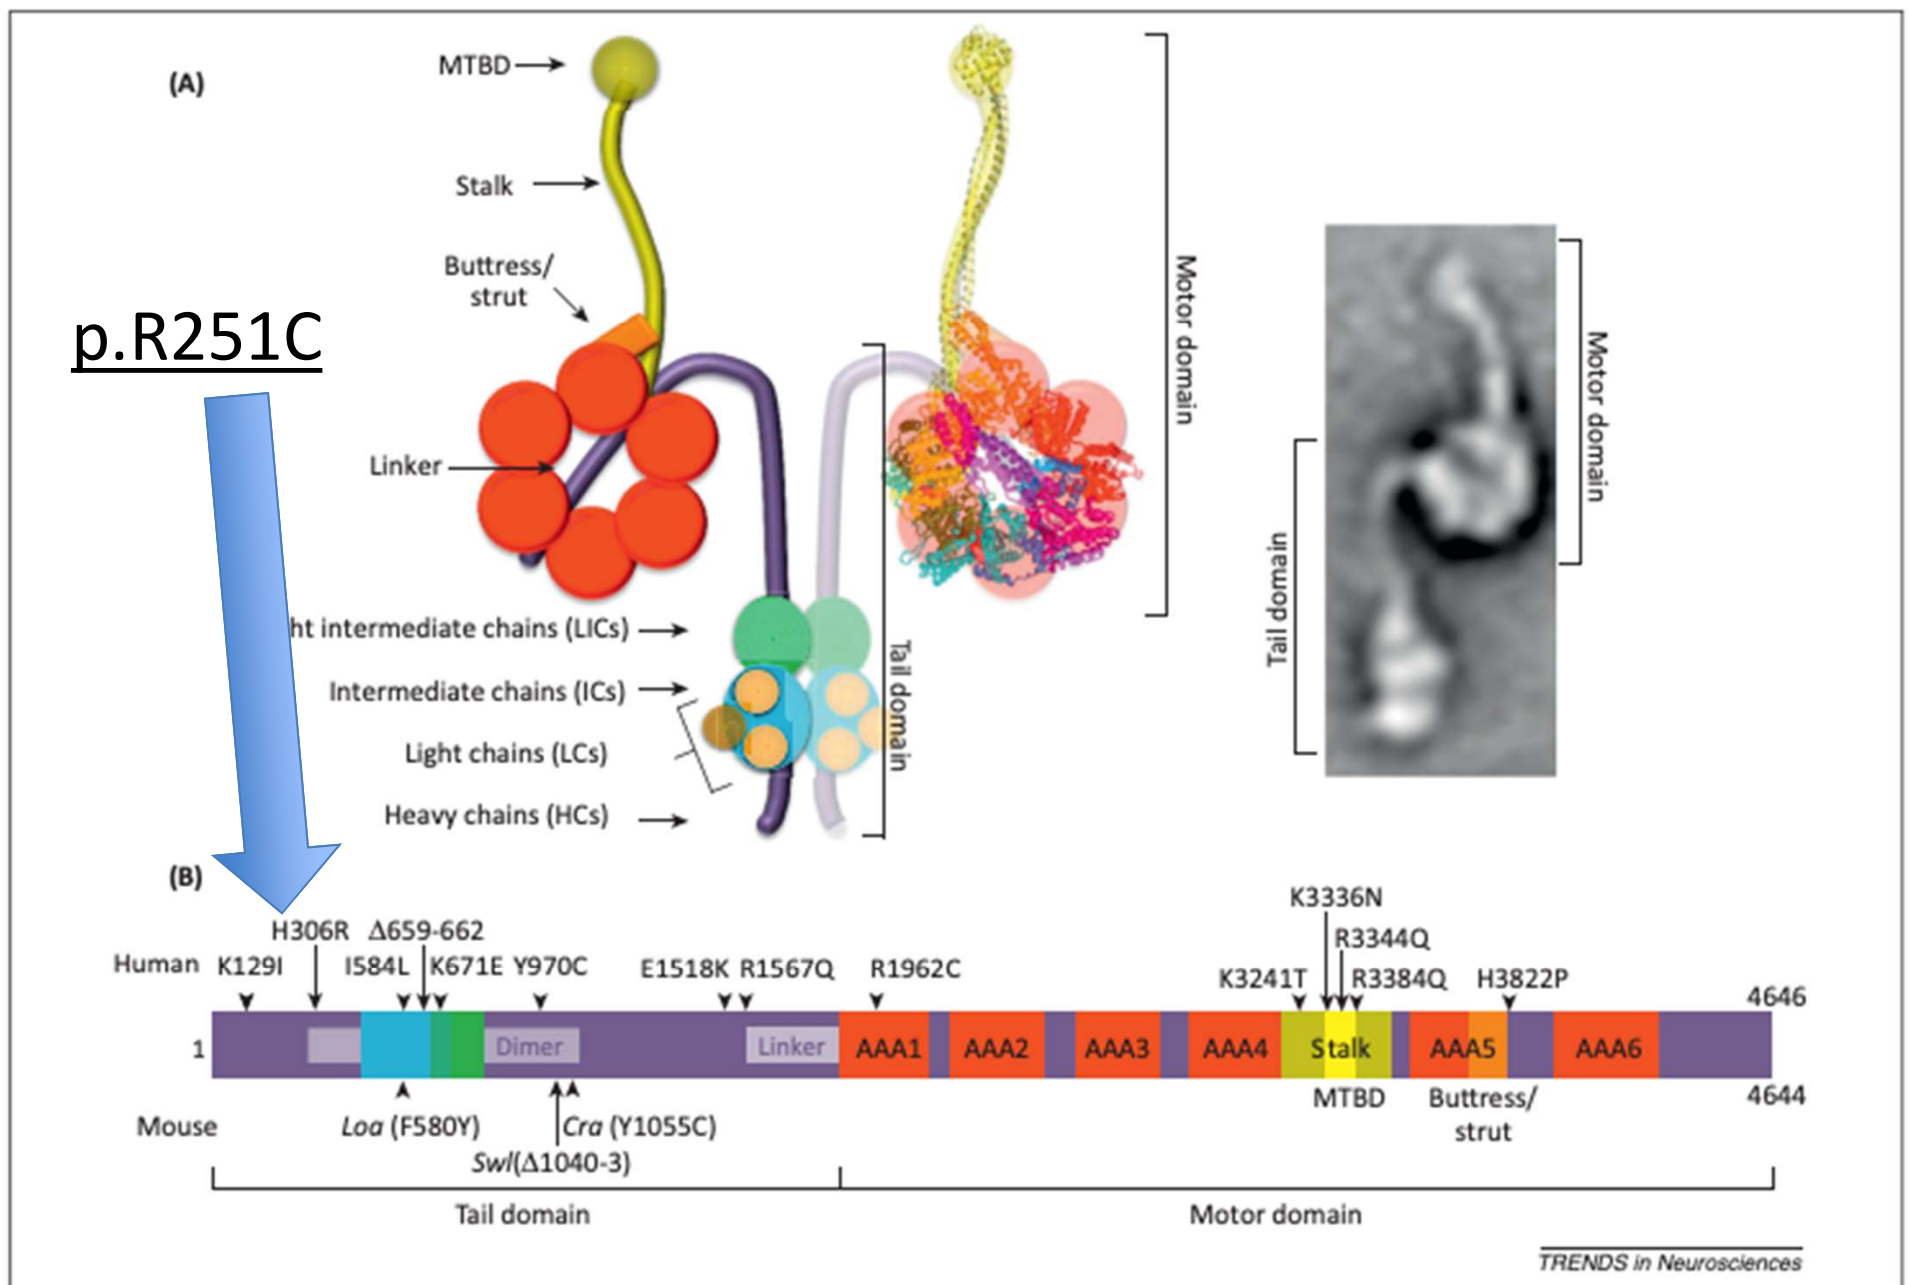 (A)
MTBD
Stalk
Buttress/
strut
p.R251C
Linker
ht intermediate chains (LICs)
Intermediate chains (ICs)
Light chains (LCs)
Heavy chains (HCs)
Tail domain
Motor domain
Tail domain
Motor domain
(B)
K3336N
H306R Δ659-662
R3344Q
Human K129I I584L K671E Y970C E1518K R1567Q R1962C K3241T R3384Q H3822P
4646
1 Dimer Linker AAA1 AAA2 AAA3 AAA4 Stalk AAA5 AAA6
MTBD Buttress/
strut
4644
Mouse Loa (F580Y) Cra (Y1055C)
Swl(Δ1040-3)
Tail domain Motor domain
TRENDS in Neurosciences